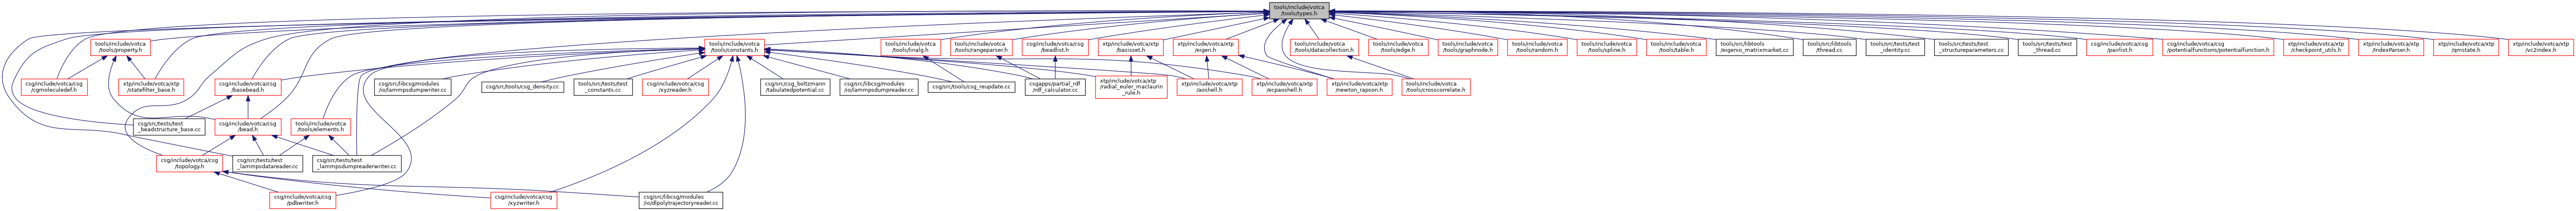 tools/include/votca
/tools/types.h
tools/include/votca
/tools/property.h
tools/include/votca
/tools/constants.h
tools/include/votca
/tools/linalg.h
tools/include/votca
/tools/rangeparser.h
csg/include/votca/csg
/beadlist.h
xtp/include/votca/xtp
/basisset.h
xtp/include/votca/xtp
/eigen.h
tools/include/votca
/tools/datacollection.h
tools/include/votca
/tools/edge.h
tools/include/votca
/tools/graphnode.h
tools/include/votca
/tools/random.h
tools/include/votca
/tools/spline.h
tools/include/votca
/tools/table.h
tools/src/libtools
/eigenio_matrixmarket.cc
tools/src/libtools
/thread.cc
tools/src/tests/test
_identity.cc
tools/src/tests/test
_structureparameters.cc
tools/src/tests/test
_thread.cc
csg/include/votca/csg
/pairlist.h
csg/include/votca/csg
/potentialfunctions/potentialfunction.h
xtp/include/votca/xtp
/checkpoint_utils.h
xtp/include/votca/xtp
/IndexParser.h
xtp/include/votca/xtp
/qmstate.h
xtp/include/votca/xtp
/vc2index.h
csg/include/votca/csg
/cgmoleculedef.h
xtp/include/votca/xtp
/statefilter_base.h
csg/include/votca/csg
/basebead.h
csg/src/libcsg/modules
/io/lammpsdumpwriter.cc
csg/src/tools/csg_density.cc
tools/src/tests/test
_constants.cc
csg/include/votca/csg
/xyzreader.h
csg/src/csg_boltzmann
/tabulatedpotential.cc
csg/src/libcsg/modules
/io/lammpsdumpreader.cc
csg/src/tools/csg_reupdate.cc
csgapps/partial_rdf
/rdf_calculator.cc
xtp/include/votca/xtp
/radial_euler_maclaurin
_rule.h
xtp/include/votca/xtp
/aoshell.h
xtp/include/votca/xtp
/ecpaoshell.h
xtp/include/votca/xtp
/newton_rapson.h
tools/include/votca
/tools/crosscorrelate.h
csg/src/tests/test
_beadstructure_base.cc
csg/include/votca/csg
/bead.h
tools/include/votca
/tools/elements.h
csg/include/votca/csg
/topology.h
csg/src/tests/test
_lammpsdatareader.cc
csg/src/tests/test
_lammpsdumpreaderwriter.cc
csg/include/votca/csg
/pdbwriter.h
csg/include/votca/csg
/xyzwriter.h
csg/src/libcsg/modules
/io/dlpolytrajectoryreader.cc